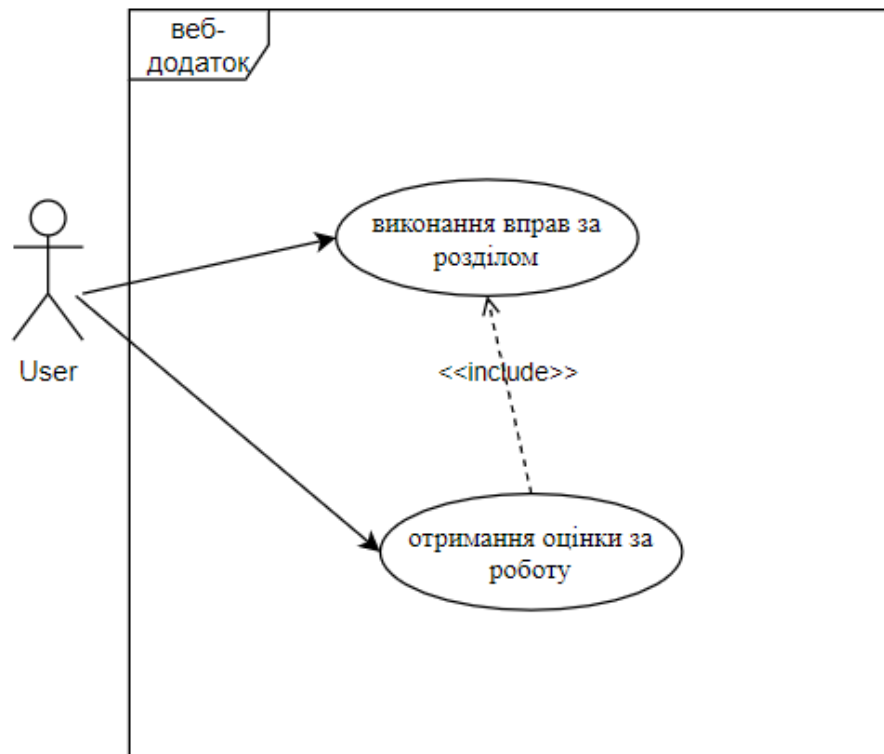 веб-
додаток
виконання вправ за
розділом
User
<<include>>
отримання оцінки за
роботу